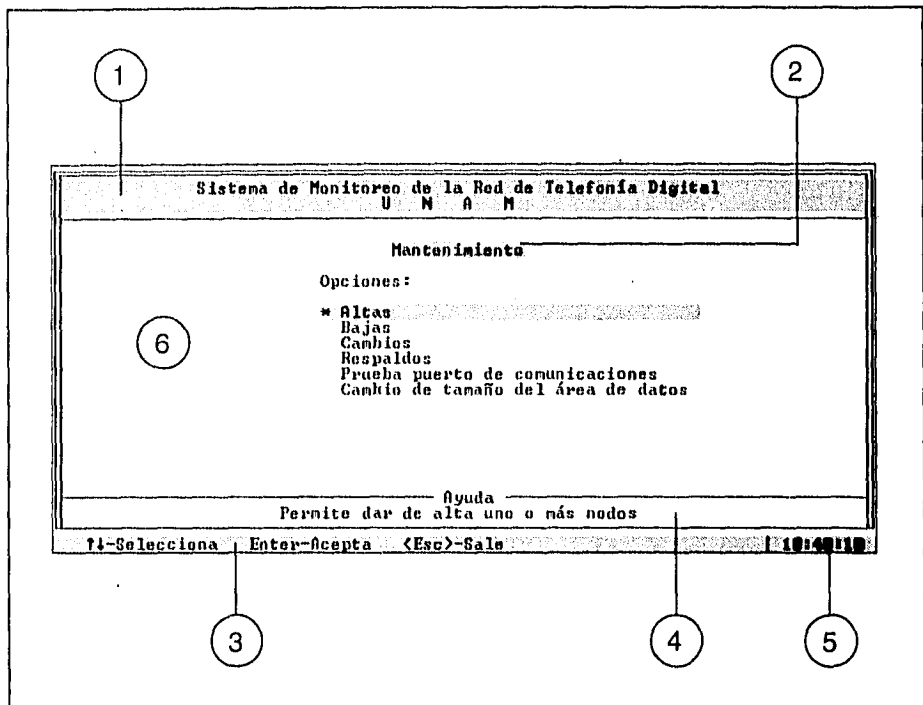 1
2
Sistema de Monitoreo de la Red de Telefonía Digital
U N A M
Mantenimiento
Opciones:
* Altas
Bajas
Cambios
Respaldos
Prueba puerto de comunicaciones
Cambio de tamaño del área de datos
6
Ayuda
Permite dar de alta uno o más nodos
↑↓-Selecciona Enter-Acepta <Esc>-Sale
3
4
5